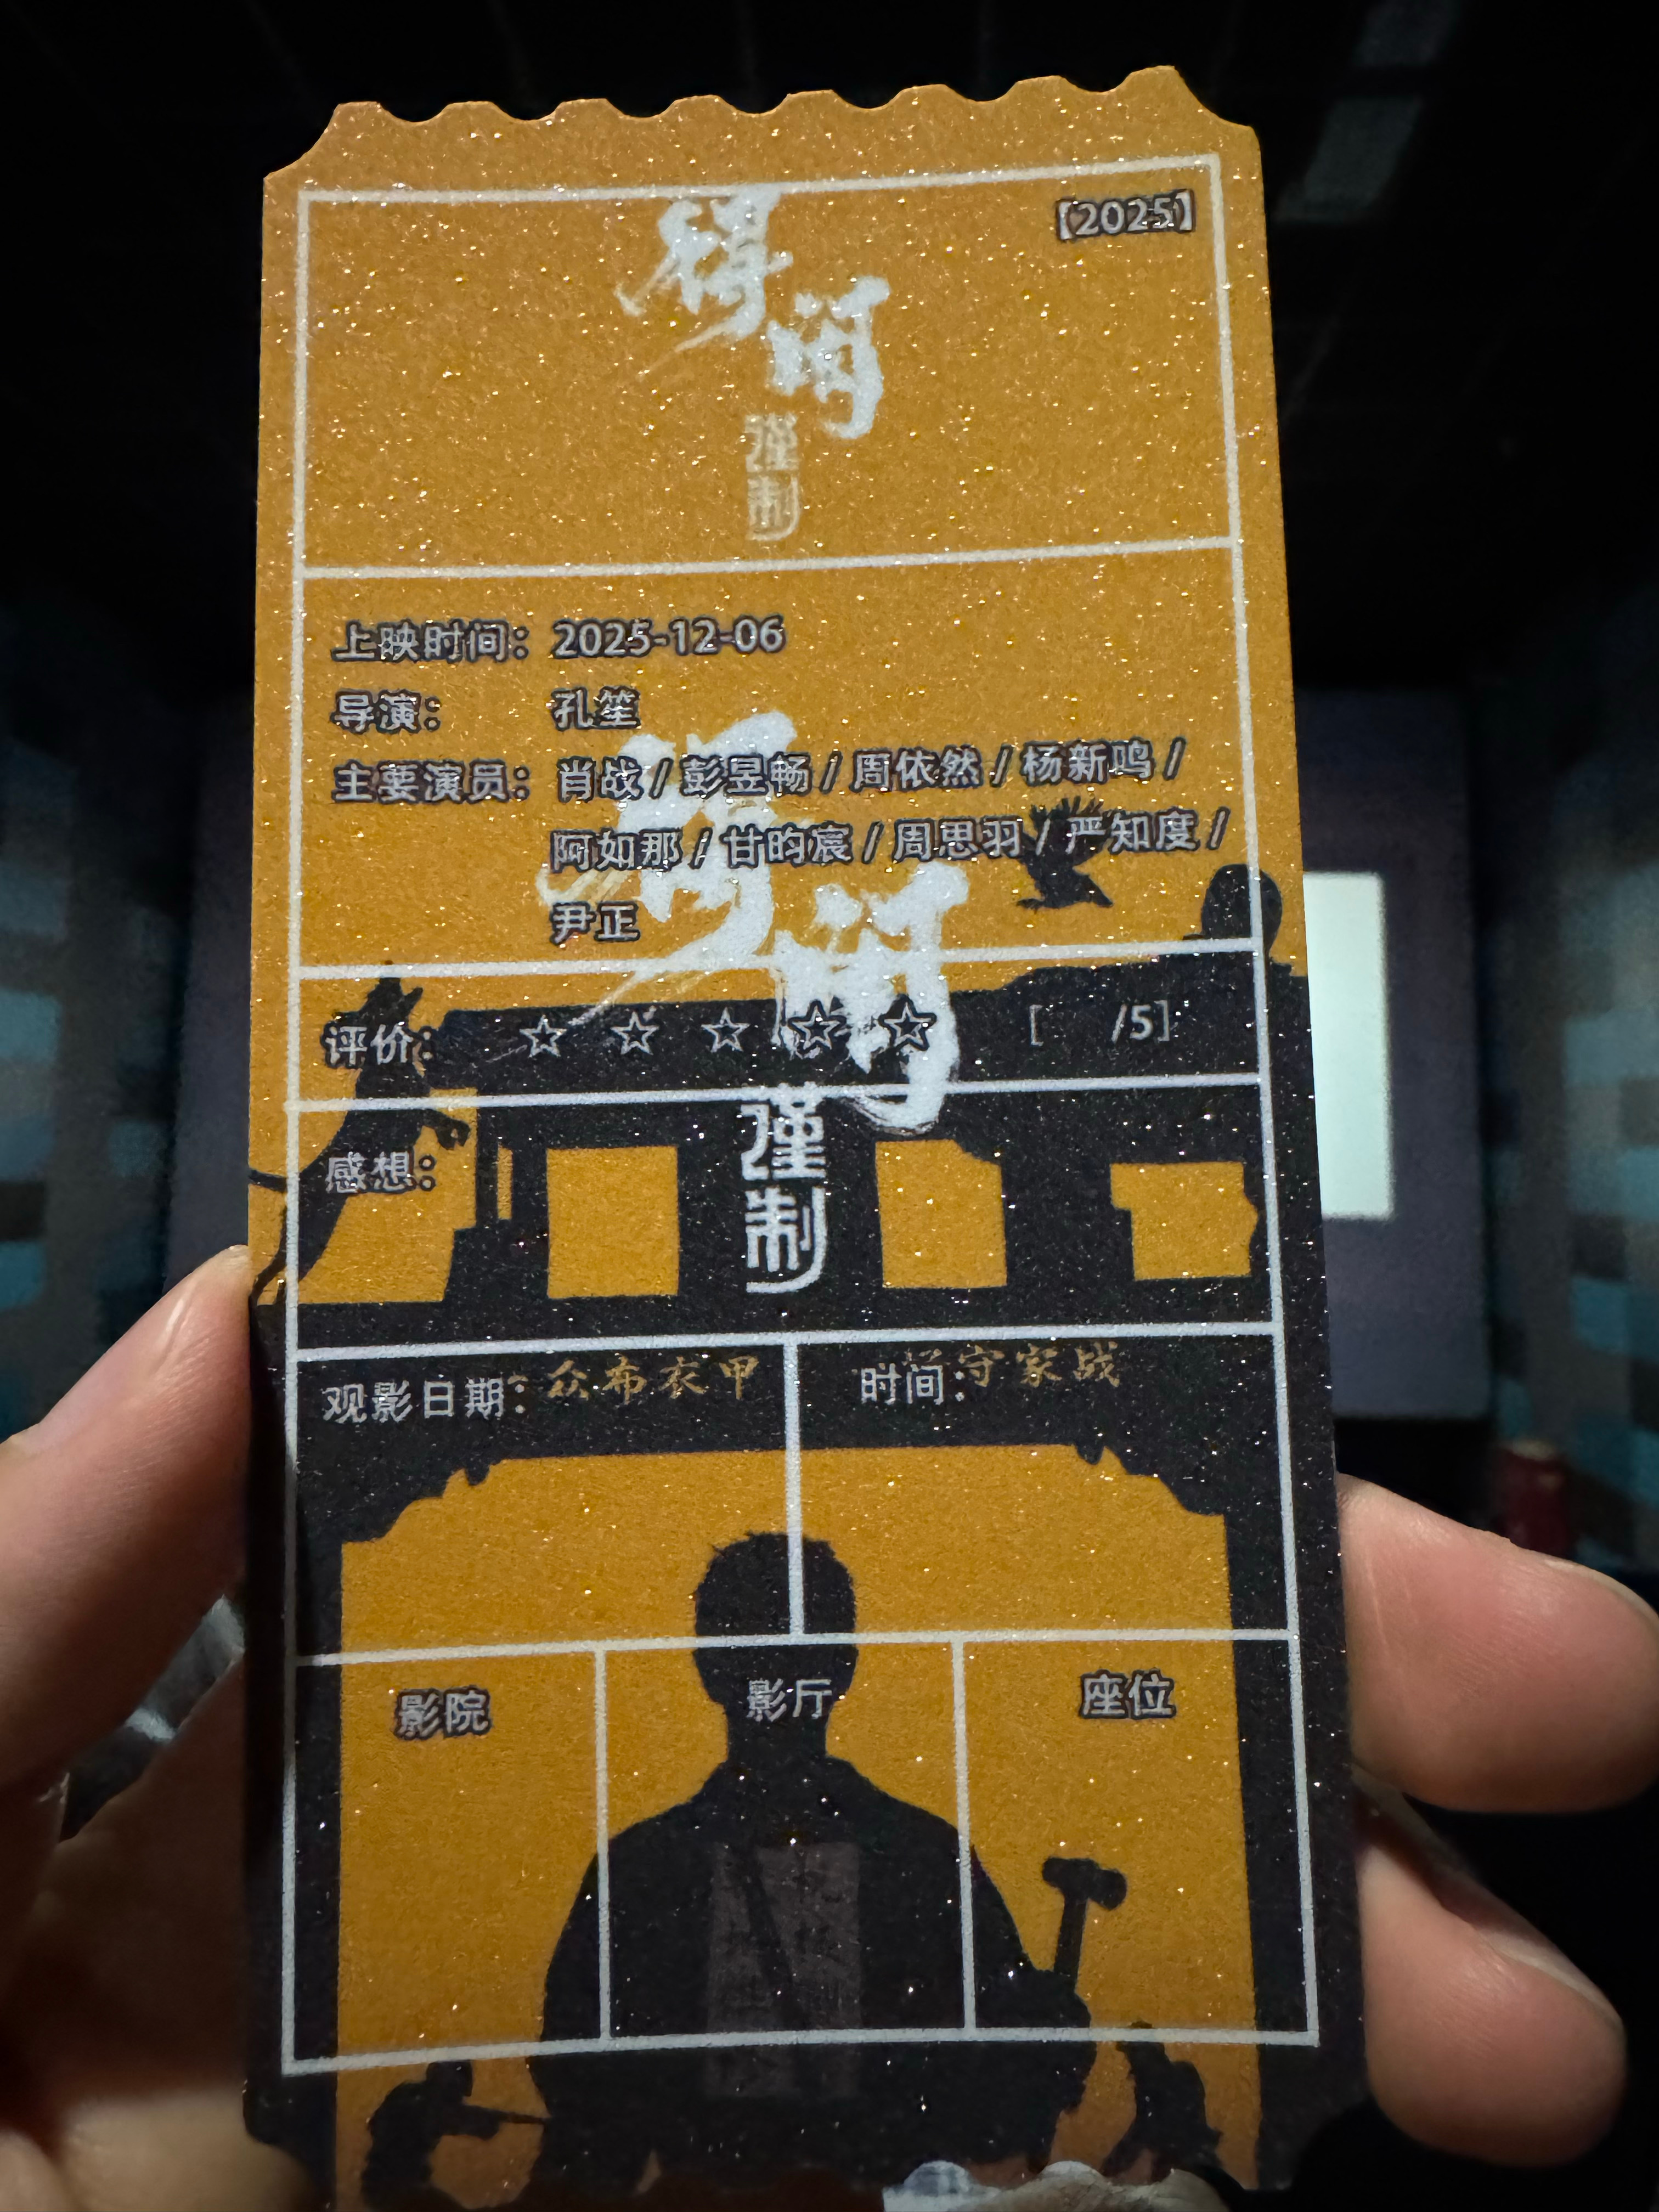 【2025】
得闲
谨制
上映时间：2025-12-06
导演：孔笙
主要演员：肖战 / 彭昱畅 / 周依然 / 杨新鸣 /
阿如那 / 甘昀宸 / 周思羽 / 严知度 /
尹正
得闲
谨制
评价：☆ ☆ ☆ ☆ ☆ [ /5]
感想：
众布衣甲
守家战
观影日期：
时间：
影院
影厅
座位